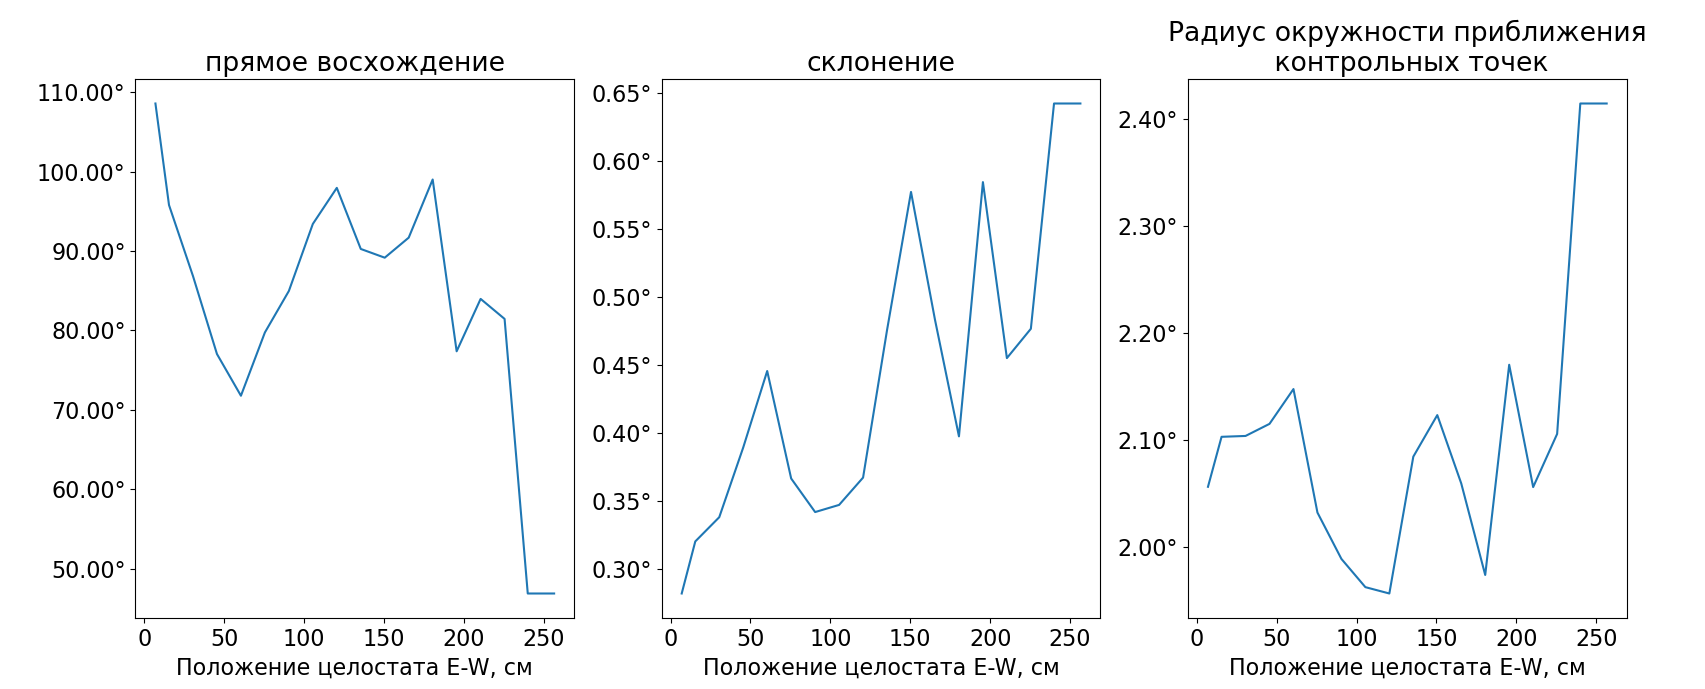 прямое восхождение
110.00°
100.00°
90.00°
80.00°
70.00°
60.00°
50.00°
0 50 100 150 200 250
Положение целостата E-W, см
склонение
0.65°
0.60°
0.55°
0.50°
0.45°
0.40°
0.35°
0.30°
0 50 100 150 200 250
Положение целостата E-W, см
Радиус окружности приближения
контрольных точек
2.40°
2.30°
2.20°
2.10°
2.00°
0 50 100 150 200 250
Положение целостата E-W, см